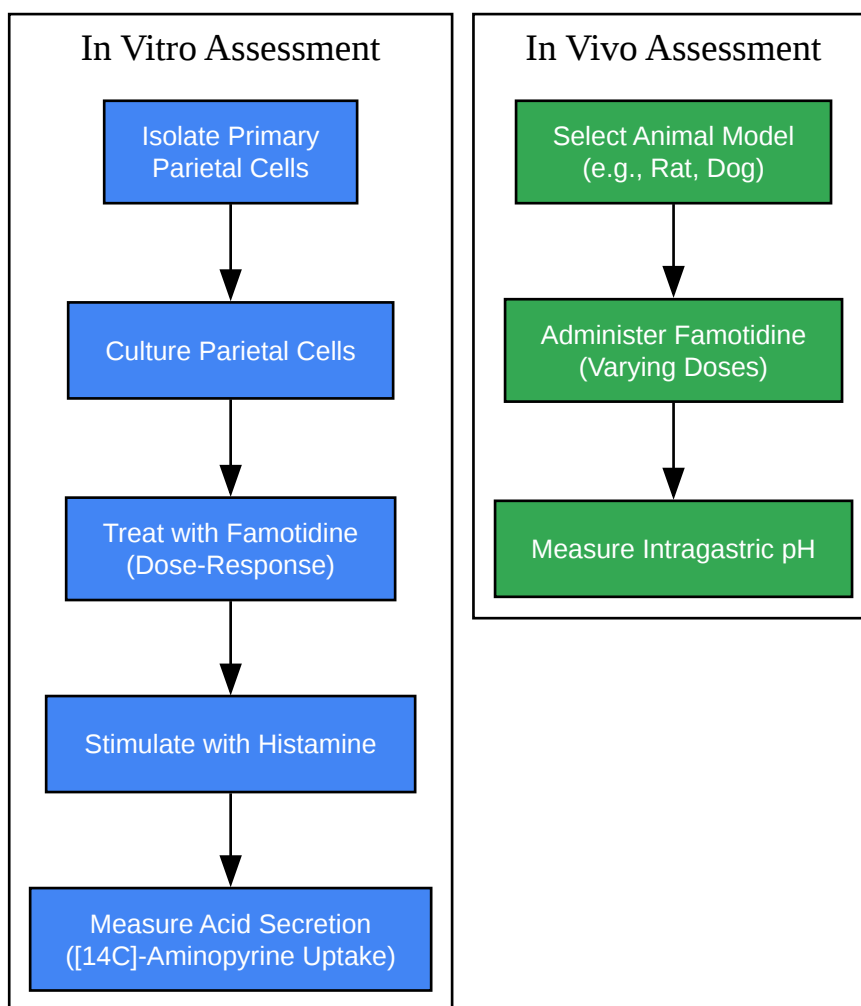 In Vitro Assessment
Isolate Primary
Parietal Cells
Culture Parietal Cells
Treat with Famotidine
(Dose-Response)
Stimulate with Histamine
Measure Acid Secretion
([14C]-Aminopyrine Uptake)
In Vivo Assessment
Select Animal Model
(e.g., Rat, Dog)
Administer Famotidine
(Varying Doses)
Measure Intragastric pH